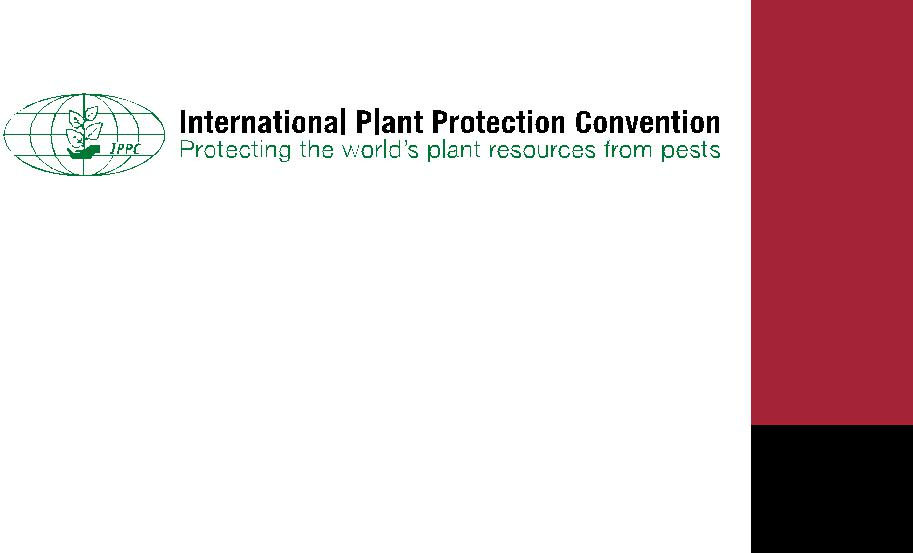 International Plant Protection Convention
Protecting the world's plant resources from pests
IPPC